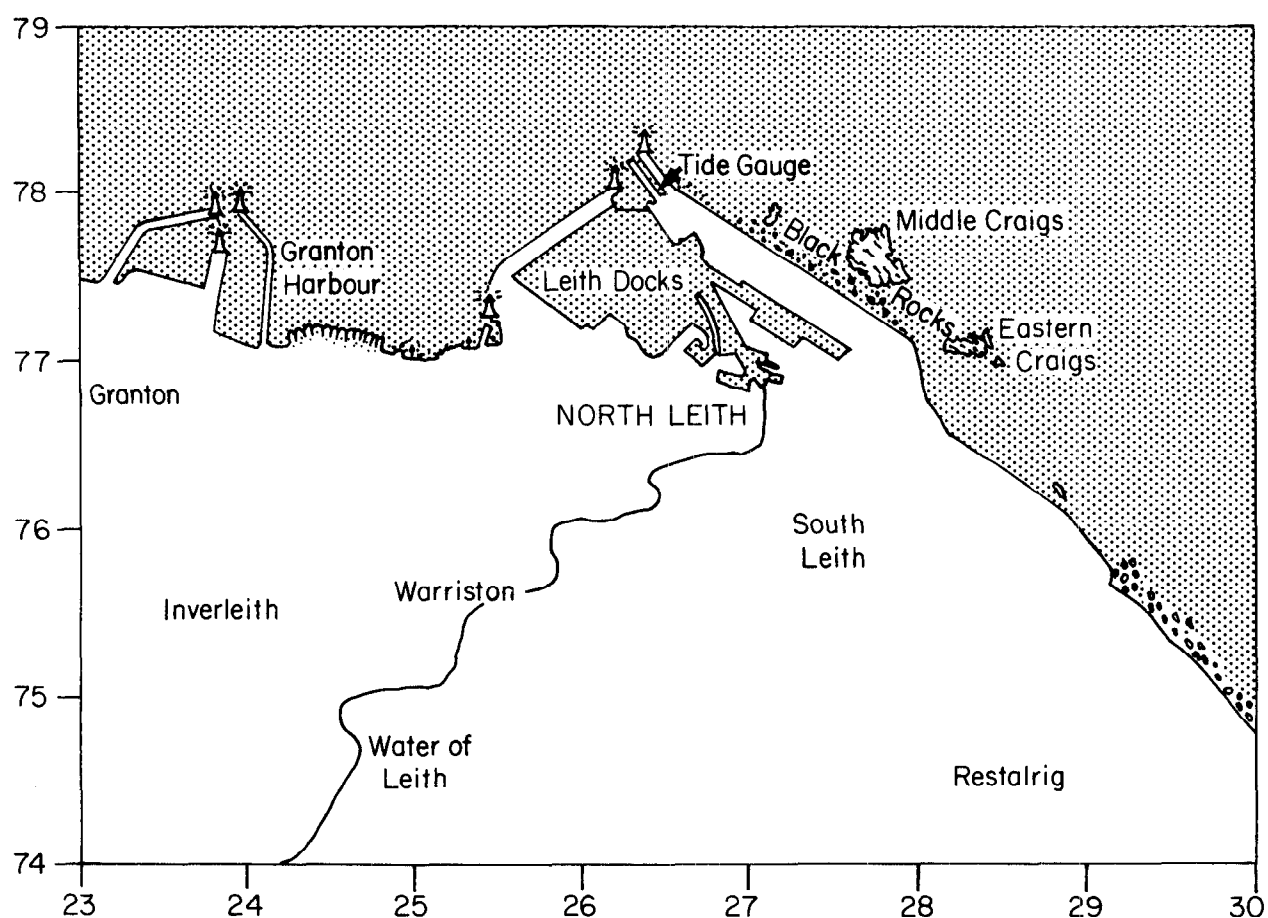 79
78
77
76
75
74
23
24
25
26
27
28
29
30
Tide Gauge
Middle Craigs
Black
Rocks
Granton
Harbour
Leith Docks
Eastern
Craigs
Granton
NORTH LEITH
South
Leith
Warriston
Inverleith
Water of
Leith
Restalrig